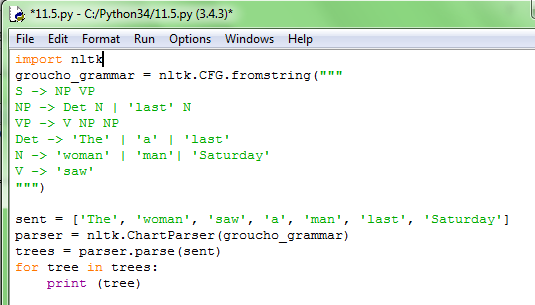 *11.5.py - C:/Python34/11.5.py (3.4.3)*
File Edit Format Run Options Windows Help
import nltk
groucho_grammar = nltk.CFG.fromstring("""
S -> NP VP
NP -> Det N | 'last' N
VP -> V NP NP
Det -> 'The' | 'a' | 'last'
N -> 'woman' | 'man'| 'Saturday'
V -> 'saw'
""")
sent = ['The', 'woman', 'saw', 'a', 'man', 'last', 'Saturday']
parser = nltk.ChartParser(groucho_grammar)
trees = parser.parse(sent)
for tree in trees:
    print (tree)